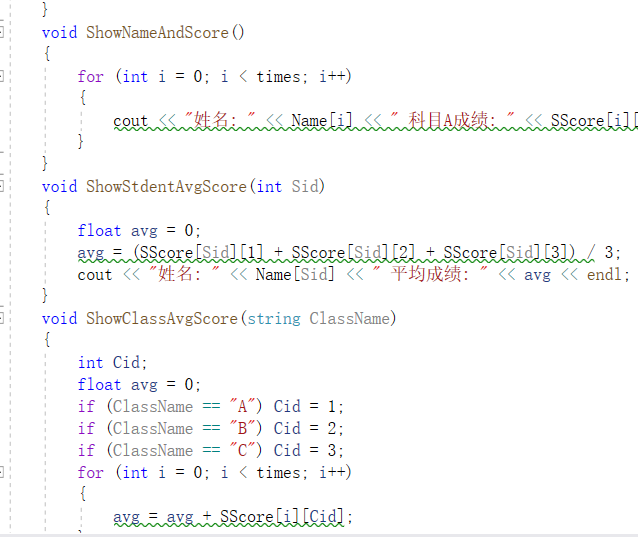 }
void ShowNameAndScore()
{
for (int i = 0; i < times; i++)
{
cout << "姓名: " << Name[i] << " 科目A成绩: " << SScore[i][
}
}
void ShowStdentAvgScore(int Sid)
{
float avg = 0;
avg = (SScore[Sid][1] + SScore[Sid][2] + SScore[Sid][3]) / 3;
cout << "姓名: " << Name[Sid] << " 平均成绩: " << avg << endl;
}
void ShowClassAvgScore(string ClassName)
{
int Cid;
float avg = 0;
if (ClassName == "A") Cid = 1;
if (ClassName == "B") Cid = 2;
if (ClassName == "C") Cid = 3;
for (int i = 0; i < times; i++)
{
avg = avg + SScore[i][Cid];
}